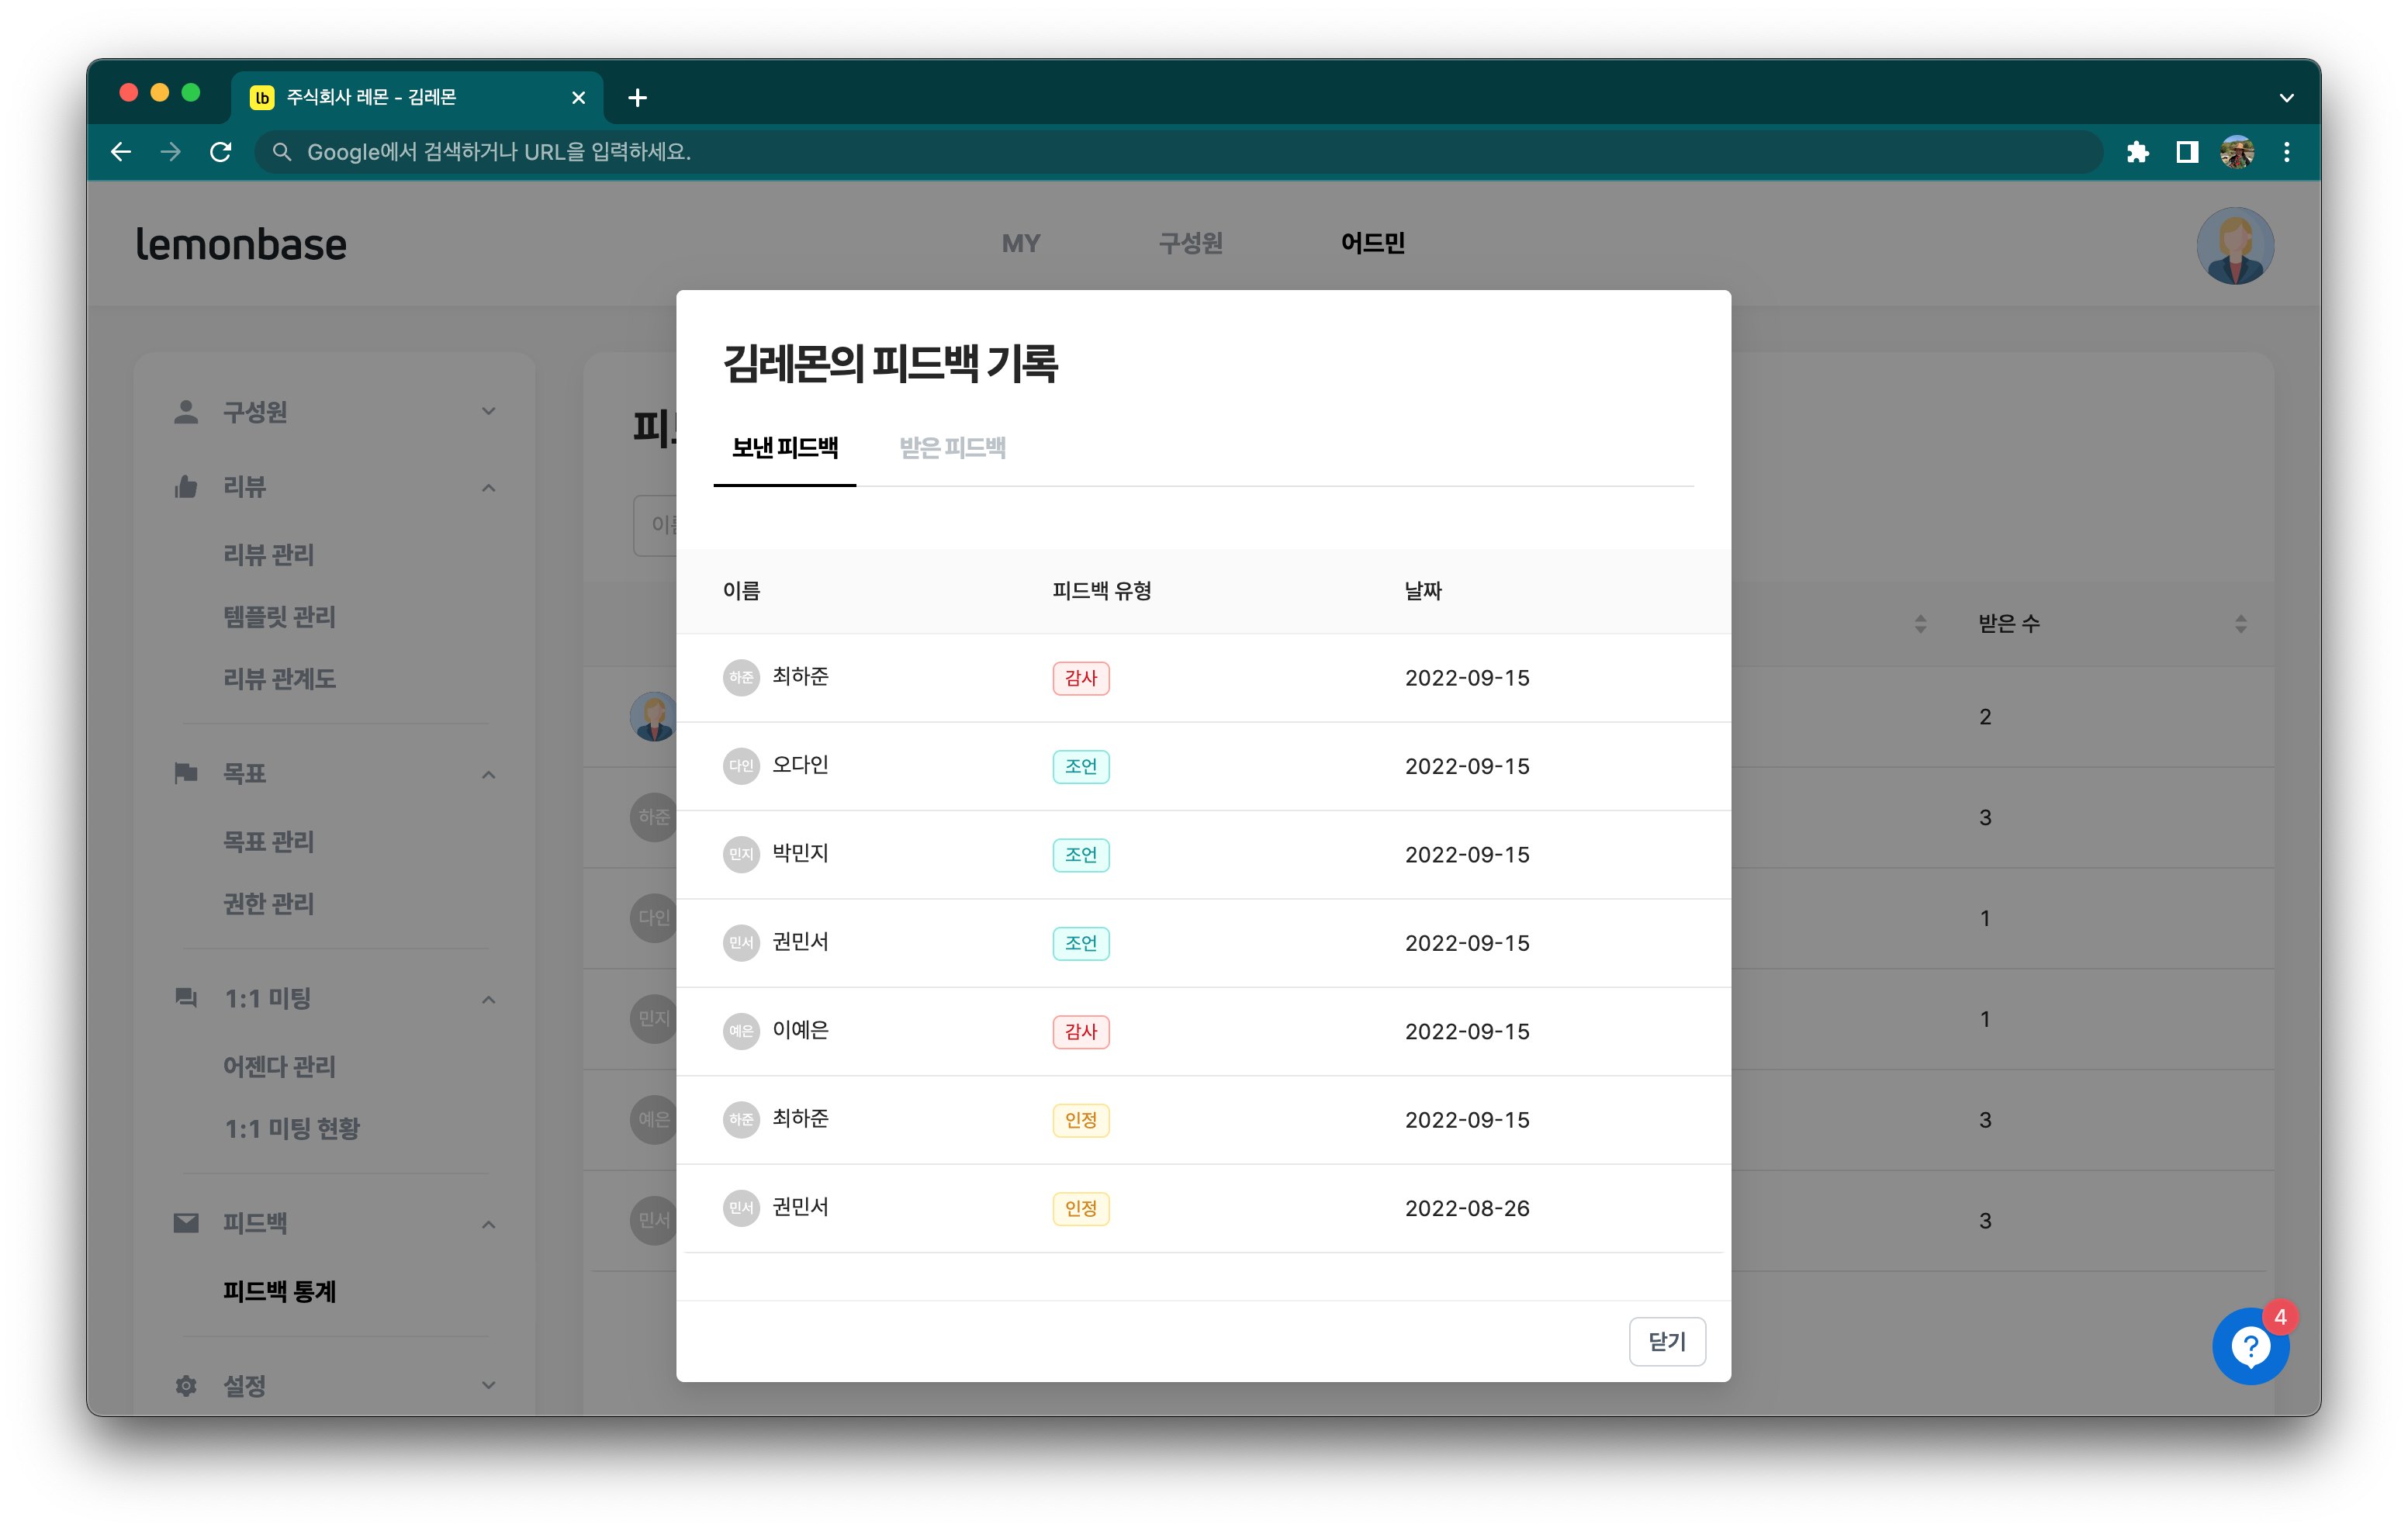 lb 주식회사 레몬 - 김레몬
Google에서 검색하거나 URL을 입력하세요.
lemonbase
MY 구성원 어드민
구성원
리뷰
리뷰 관리
템플릿 관리
리뷰 관계도
목표
목표 관리
권한 관리
1:1 미팅
어젠다 관리
1:1 미팅 현황
피드백
피드백 통계
설정
하준
다인
민지
예은
민서
김레몬의 피드백 기록
보낸 피드백 받은 피드백
이름 피드백 유형 날짜
하준 최하준 감사 2022-09-15
다인 오다인 조언 2022-09-15
민지 박민지 조언 2022-09-15
민서 권민서 조언 2022-09-15
예은 이예은 감사 2022-09-15
하준 최하준 인정 2022-09-15
민서 권민서 인정 2022-08-26
닫기
받은 수
2
3
1
1
3
3
4
?